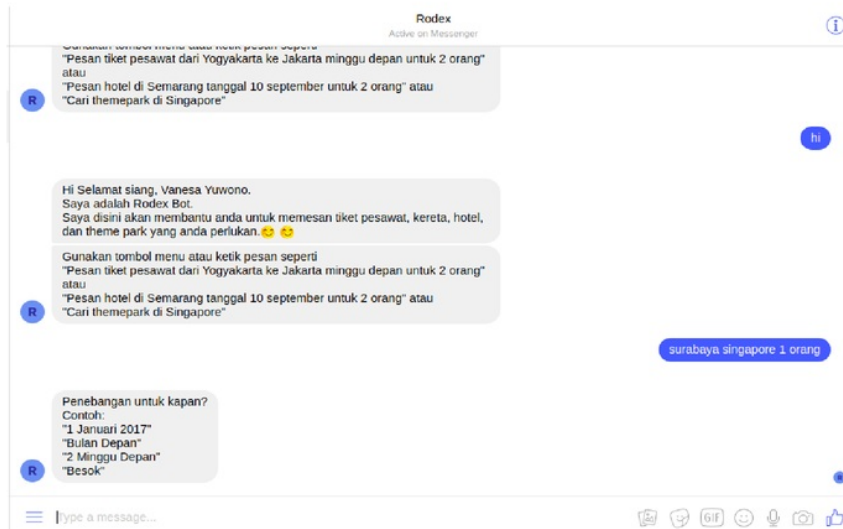 Rodex
Active on Messenger
Gunakan tombol menu atau ketik pesan seperti
"Pesan tiket pesawat dari Yogyakarta ke Jakarta minggu depan untuk 2 orang"
atau
"Pesan hotel di Semarang tanggal 10 september untuk 2 orang" atau
"Cari themepark di Singapore"
R
hi
Hi Selamat siang, Vanesa Yuwono.
Saya adalah Rodex Bot.
Saya disini akan membantu anda untuk memesan tiket pesawat, kereta, hotel,
dan theme park yang anda perlukan.😊 😊
Gunakan tombol menu atau ketik pesan seperti
"Pesan tiket pesawat dari Yogyakarta ke Jakarta minggu depan untuk 2 orang"
atau
"Pesan hotel di Semarang tanggal 10 september untuk 2 orang" atau
"Cari themepark di Singapore"
R
surabaya singapore 1 orang
Penebangan untuk kapan?
Contoh:
"1 Januari 2017"
"Bulan Depan"
"2 Minggu Depan"
"Besok"
R
Type a message...
GIF